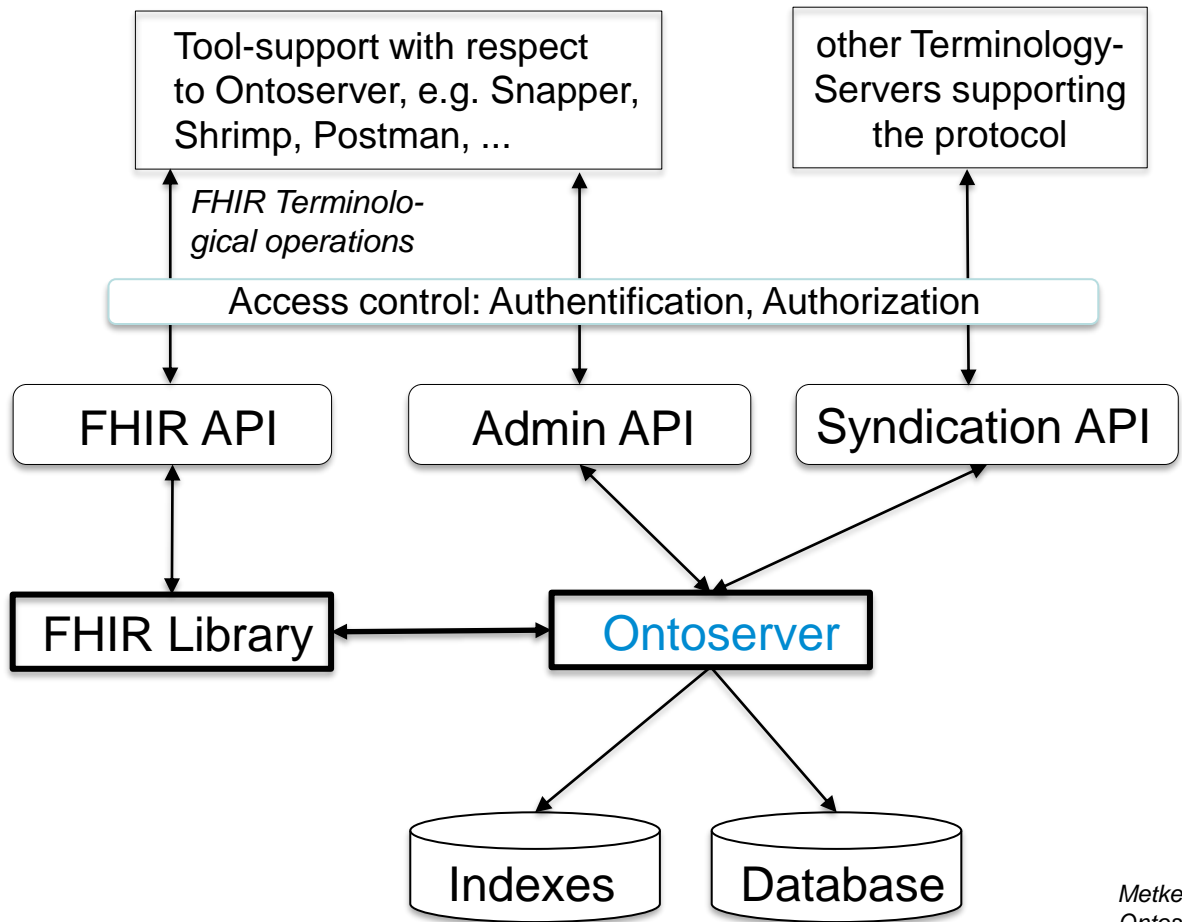 Tool-support with respect
to Ontoserver, e.g. Snapper,
Shrimp, Postman, ...
other Terminology-
Servers supporting
the protocol
FHIR Terminolo-
gical operations
Access control: Authentification, Authorization
FHIR API
Admin API
Syndication API
FHIR Library
Ontoserver
Indexes
Database
Metke
Ontos